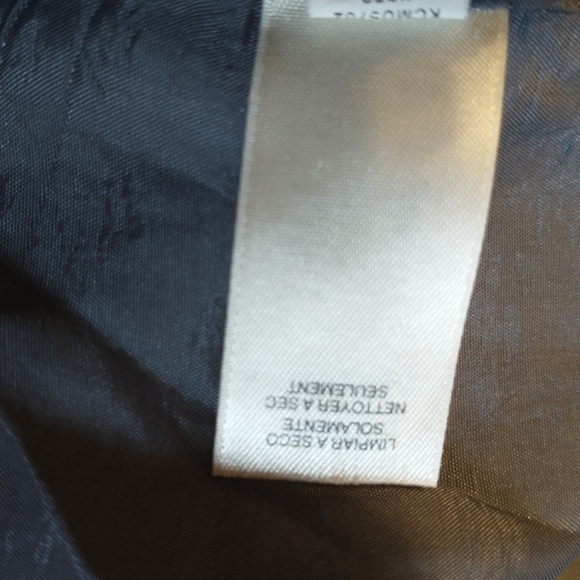 LIMPIAR A SECO
SOLAMENTE
NETTOYER A SEC
SEULEMENT